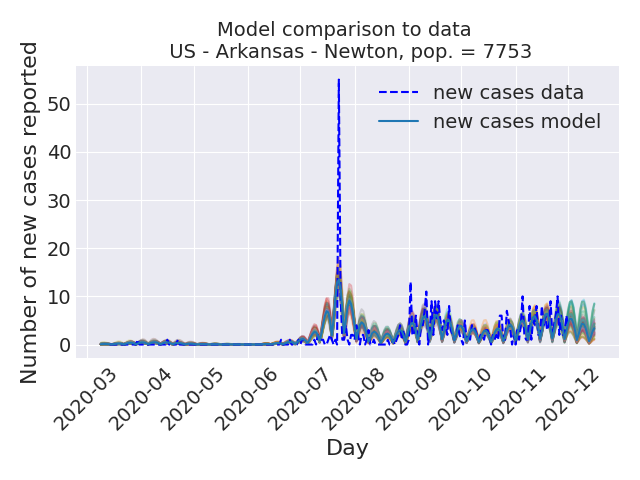 Model comparison to data
US - Arkansas - Newton, pop. = 7753
Number of new cases reported
50
40
30
20
10
0
new cases data
new cases model
2020-03
2020-04
2020-05
2020-06
2020-07
2020-08
2020-09
2020-10
2020-11
2020-12
Day